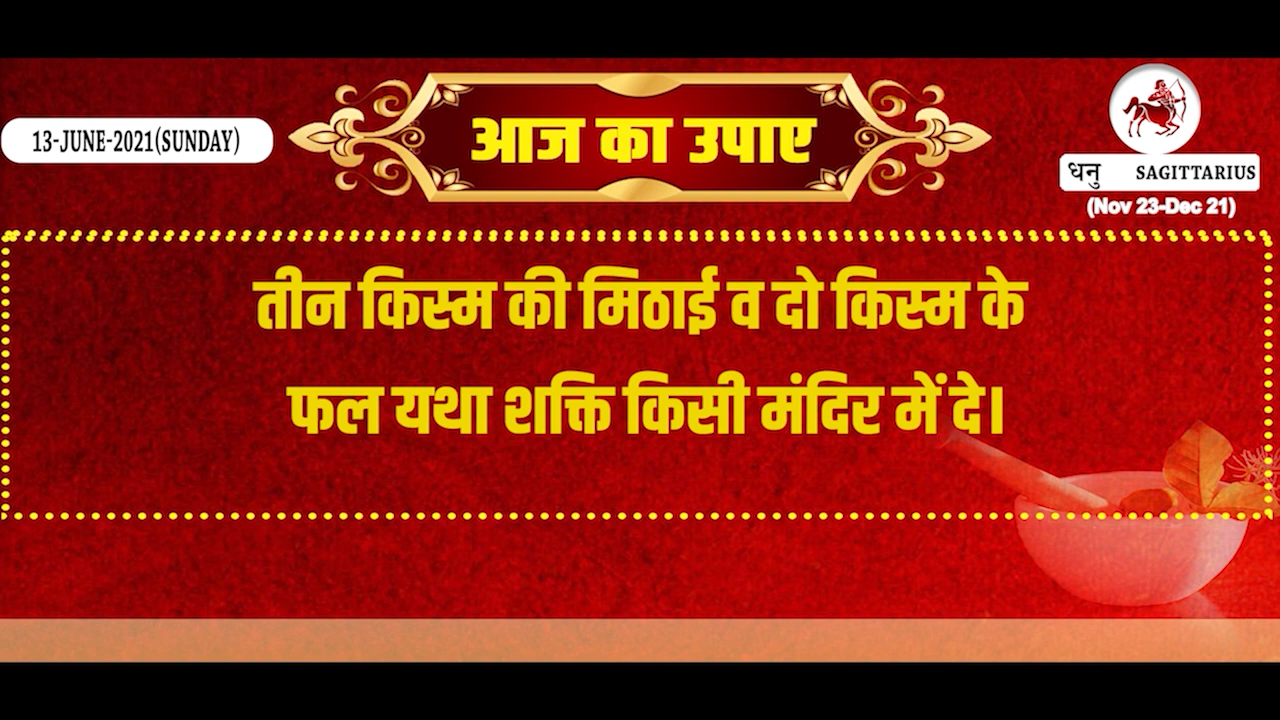 13-JUNE-2021(SUNDAY)
आज का उपाए
धनु SAGITTARIUS
(Nov 23-Dec 21)
तीन किस्म की मिठाई व दो किस्म के
फल यथा शक्ति किसी मंदिर में दे।